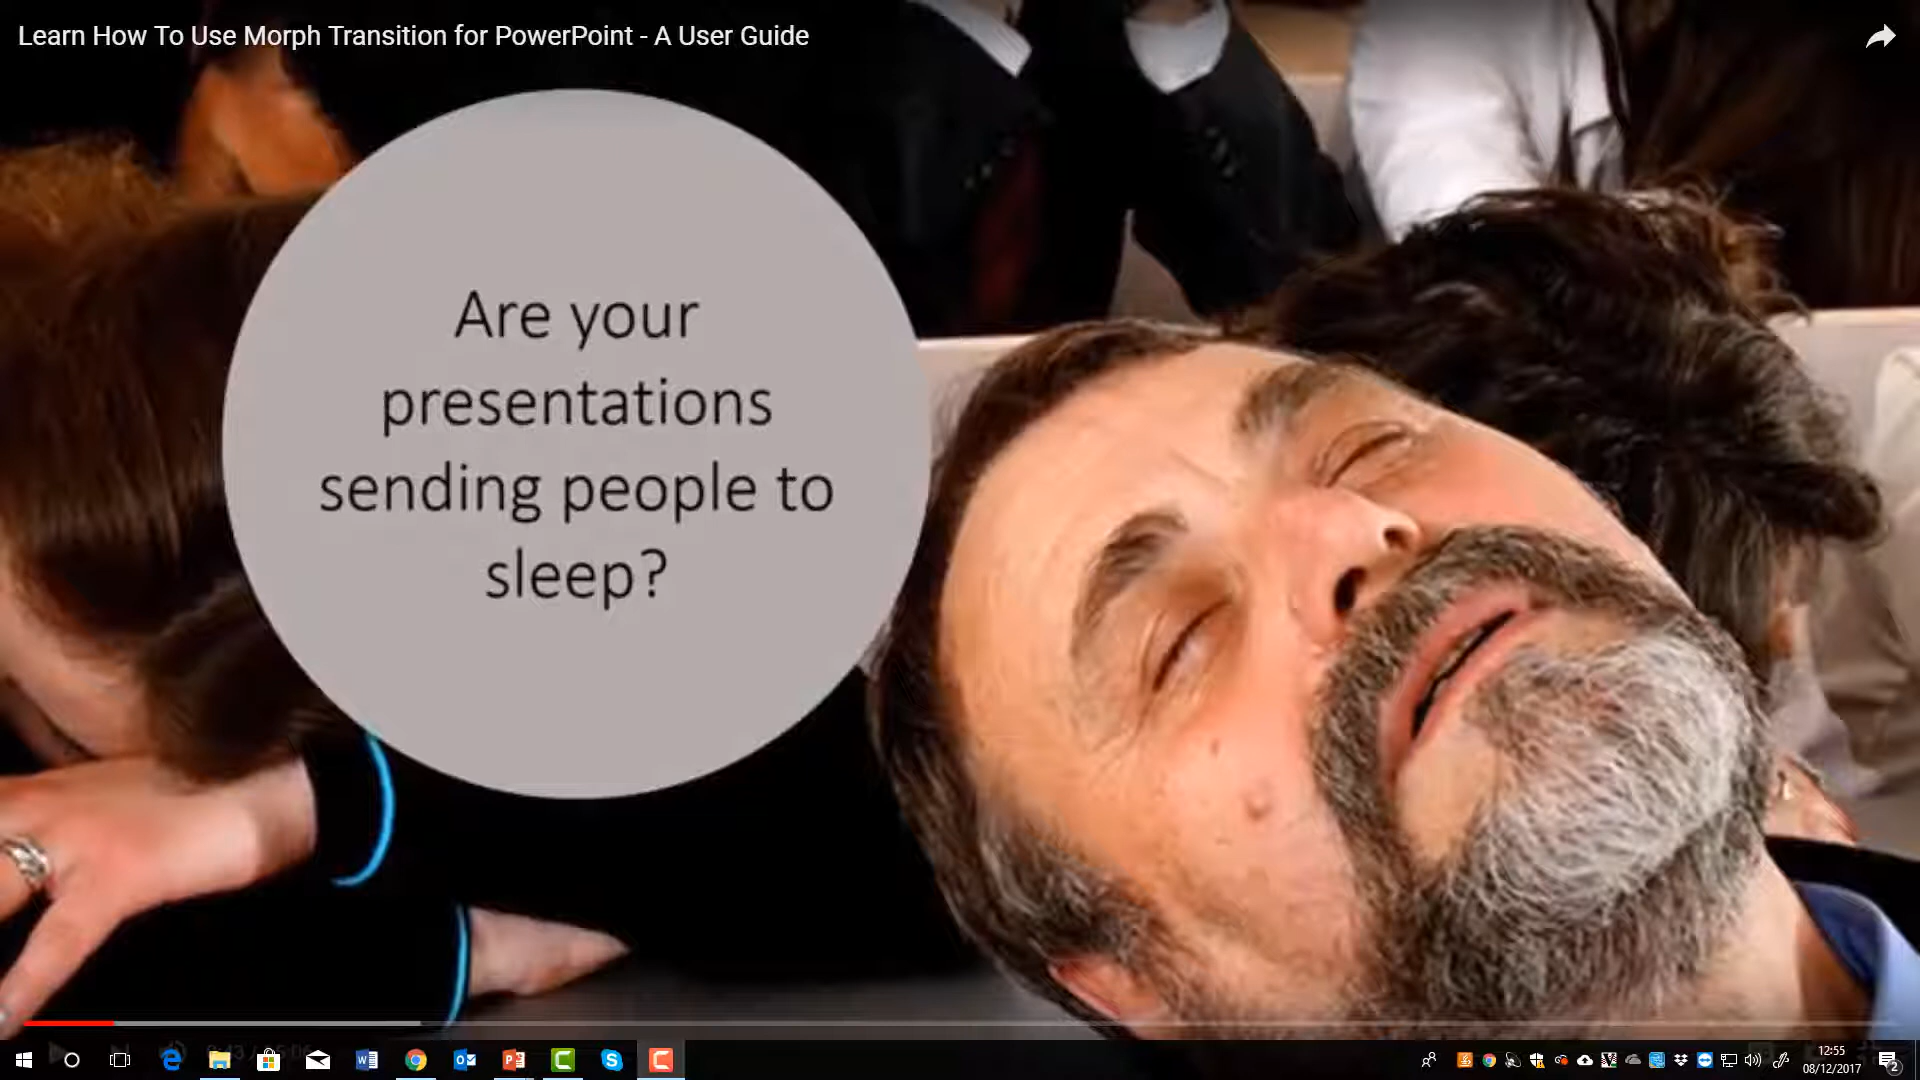 Learn How To Use Morph Transition for PowerPoint - A User Guide
Are your
presentations
sending people to
sleep?
12:55
08/12/2017
2